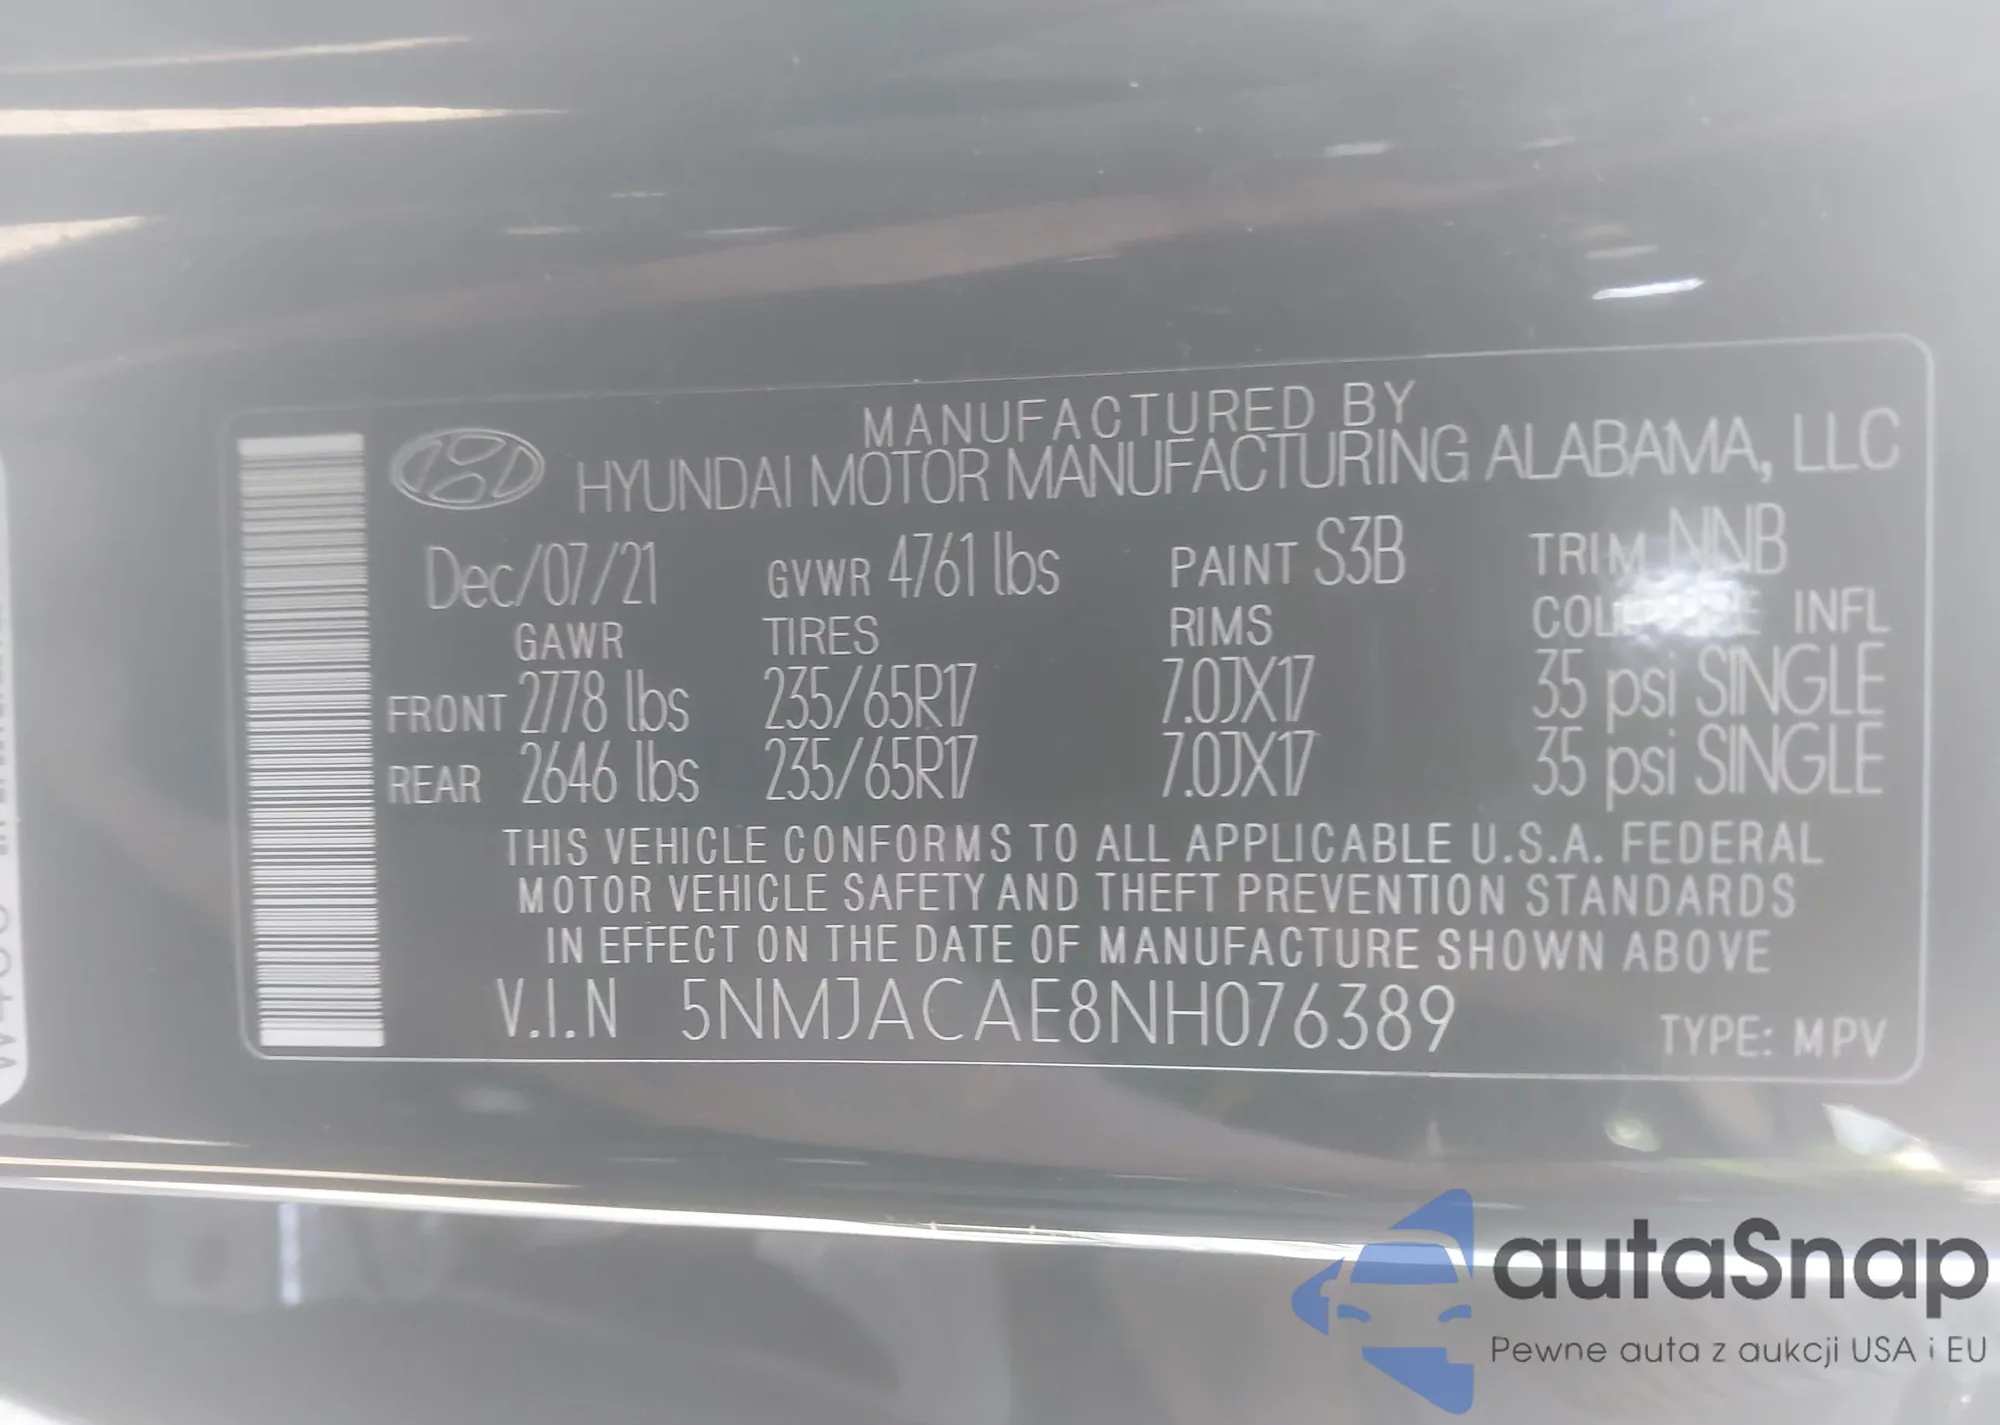 MANUFACTURED BY
HYUNDAI MOTOR MANUFACTURING ALABAMA, LLC
Dec/07/21 GVWR 4761 lbs PAINT S3B TRIM NNB
GAWR TIRES RIMS INFL
FRONT 2778 lbs 235/65R17 7.0JX17 35 psi SINGLE
REAR 2646 lbs 235/65R17 7.0JX17 35 psi SINGLE
THIS VEHICLE CONFORMS TO ALL APPLICABLE U.S.A. FEDERAL
MOTOR VEHICLE SAFETY AND THEFT PREVENTION STANDARDS
IN EFFECT ON THE DATE OF MANUFACTURE SHOWN ABOVE
V.I.N 5NMJACAE8NH076389 TYPE: MPV
autaSnap
Pewne auta z aukcji USA i EU